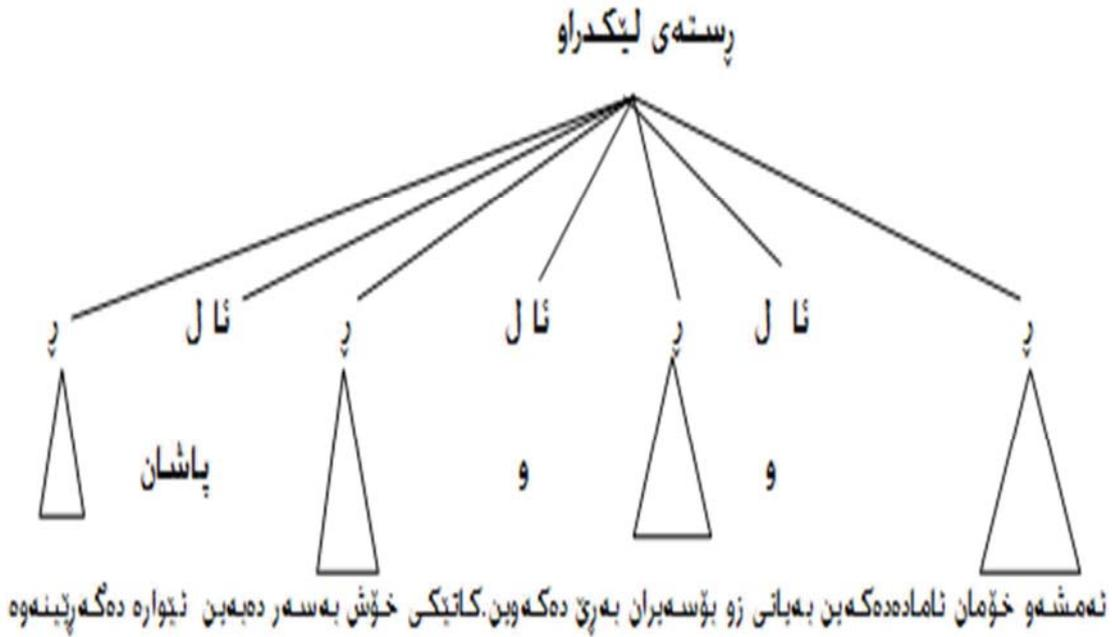 ڕستەی لێکدراو
ڕ ئا ل ڕ ئا ل ڕ ئا ل ڕ
و و پاشان
ئەمشەو خۆمان ئامادەدەکەین بەیانی زو بۆسەیران بەڕێ دەکەوین.کاتێکی خۆش بەسەر دەبەین ئێوارە دەگەڕێینەوە